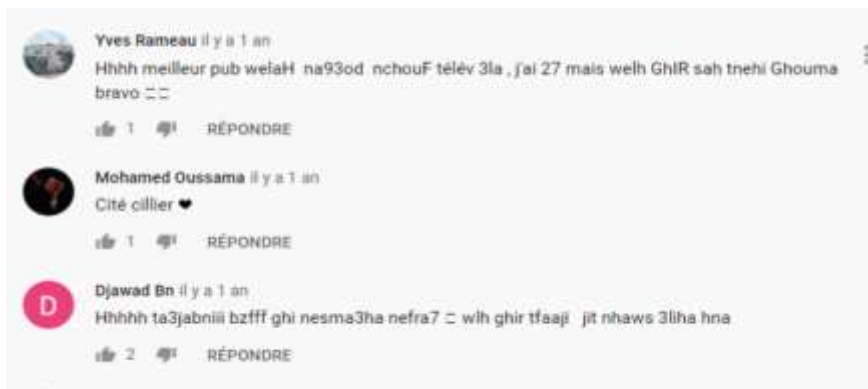 Yves Rameau il y a 1 an
Hhhh meilleur pub welaH na93od nchouF télév 3la , j'ai 27 mais welh GhIR sah tnehi Ghouma
bravo
1 RÉPONDRE
Mohamed Oussama il y a 1 an
Cité cillier ❤
1 RÉPONDRE
D
Djawad Bn il y a 1 an
Hhhhh ta3jabniii bzfff ghi nesma3ha nefra7 wlh ghir tfaaji jit nhaws 3liha hna
2 RÉPONDRE